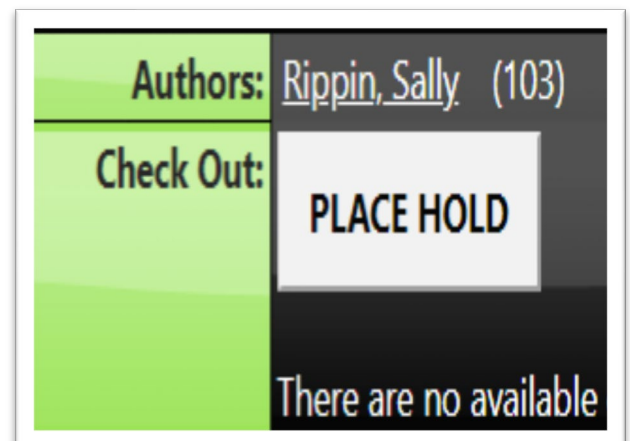 Authors: Rippin, Sally (103)
Check Out: PLACE HOLD
There are no available